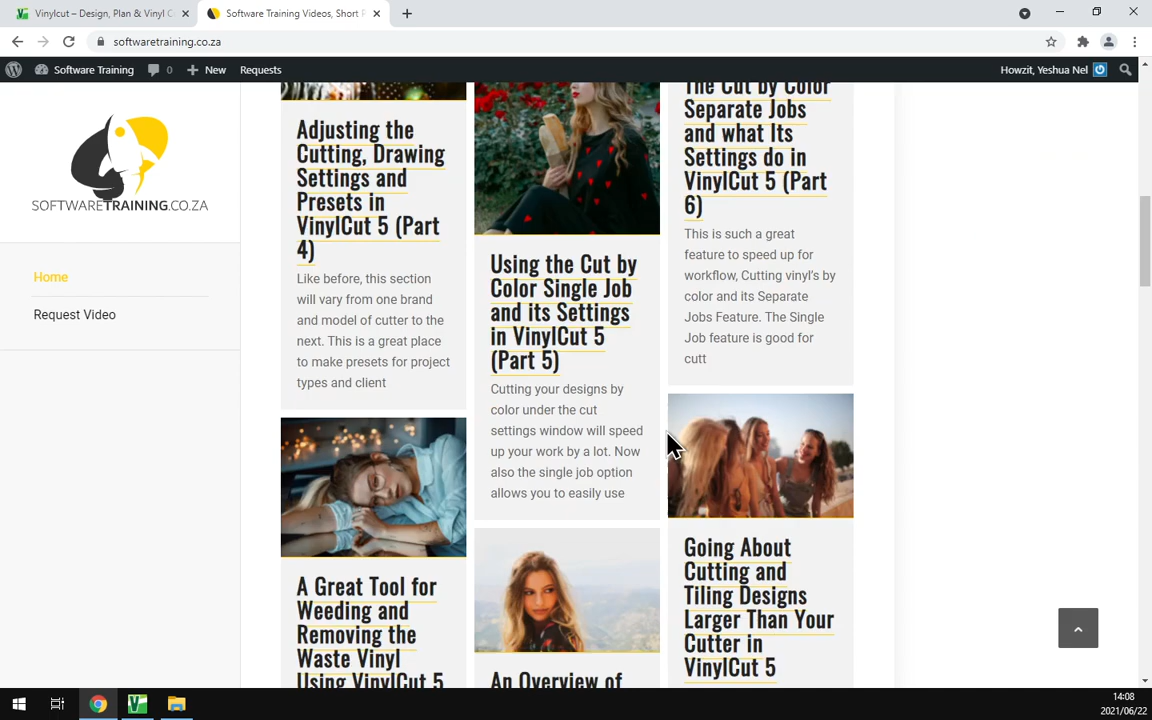 Vinylcut – Design, Plan & Vinyl C
Software Training Videos, Short F
softwaretraining.co.za
Software Training
0
New
Requests
Howzit, Yeshua Nel
SOFTWARETRAINING.CO.ZA
Home
Request Video
Adjusting the
Cutting, Drawing
Settings and
Presets in
VinylCut 5 (Part
4)
Like before, this section
will vary from one brand
and model of cutter to the
next. This is a great place
to make presets for project
types and client
A Great Tool for
Weeding and
Removing the
Waste Vinyl
Using VinylCut 5
Using the Cut by
Color Single Job
and its Settings
in VinylCut 5
(Part 5)
Cutting your designs by
color under the cut
settings window will speed
up your work by a lot. Now
also the single job option
allows you to easily use
An Overview of
The Cut by Color
Separate Jobs
and what Its
Settings do in
VinylCut 5 (Part
6)
This is such a great
feature to speed up for
workflow, Cutting vinyl's by
color and its Separate
Jobs Feature. The Single
Job feature is good for
cutt
Going About
Cutting and
Tiling Designs
Larger Than Your
Cutter in
VinylCut 5
14:08
2021/06/22